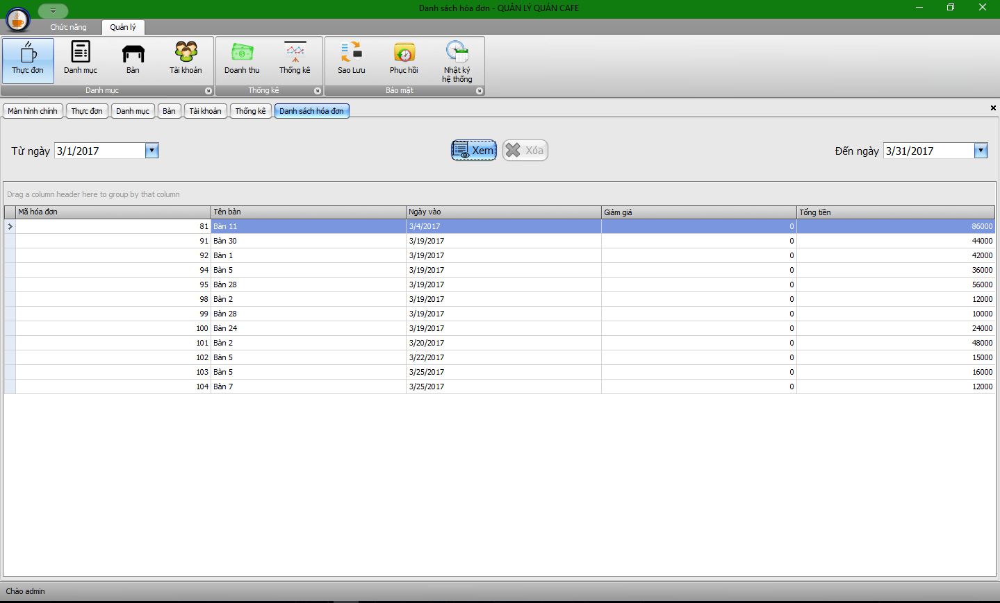 Danh sách hóa đơn - QUẢN LÝ QUÁN CAFE
Chức năng Quản lý
Thực đơn Danh mục Bàn Tài khoản Doanh thu Thống kê Sao Lưu Phục hồi Nhật ký
hệ thống
Danh mục Thống kê Bảo mật
Màn hình chính Thực đơn Danh mục Bàn Tài khoản Thống kê Danh sách hóa đơn
Từ ngày 3/1/2017 Xem Xóa Đến ngày 3/31/2017
Drag a column header here to group by that column
Mã hóa đơn Tên bàn Ngày vào Giảm giá Tổng tiền
81 Bàn 11 3/4/2017 0 86000
91 Bàn 30 3/19/2017 0 44000
92 Bàn 1 3/19/2017 0 42000
94 Bàn 5 3/19/2017 0 36000
95 Bàn 28 3/19/2017 0 56000
98 Bàn 2 3/19/2017 0 12000
99 Bàn 28 3/19/2017 0 10000
100 Bàn 24 3/19/2017 0 24000
101 Bàn 2 3/20/2017 0 48000
102 Bàn 5 3/22/2017 0 15000
103 Bàn 5 3/25/2017 0 16000
104 Bàn 7 3/25/2017 0 12000
Chào admin